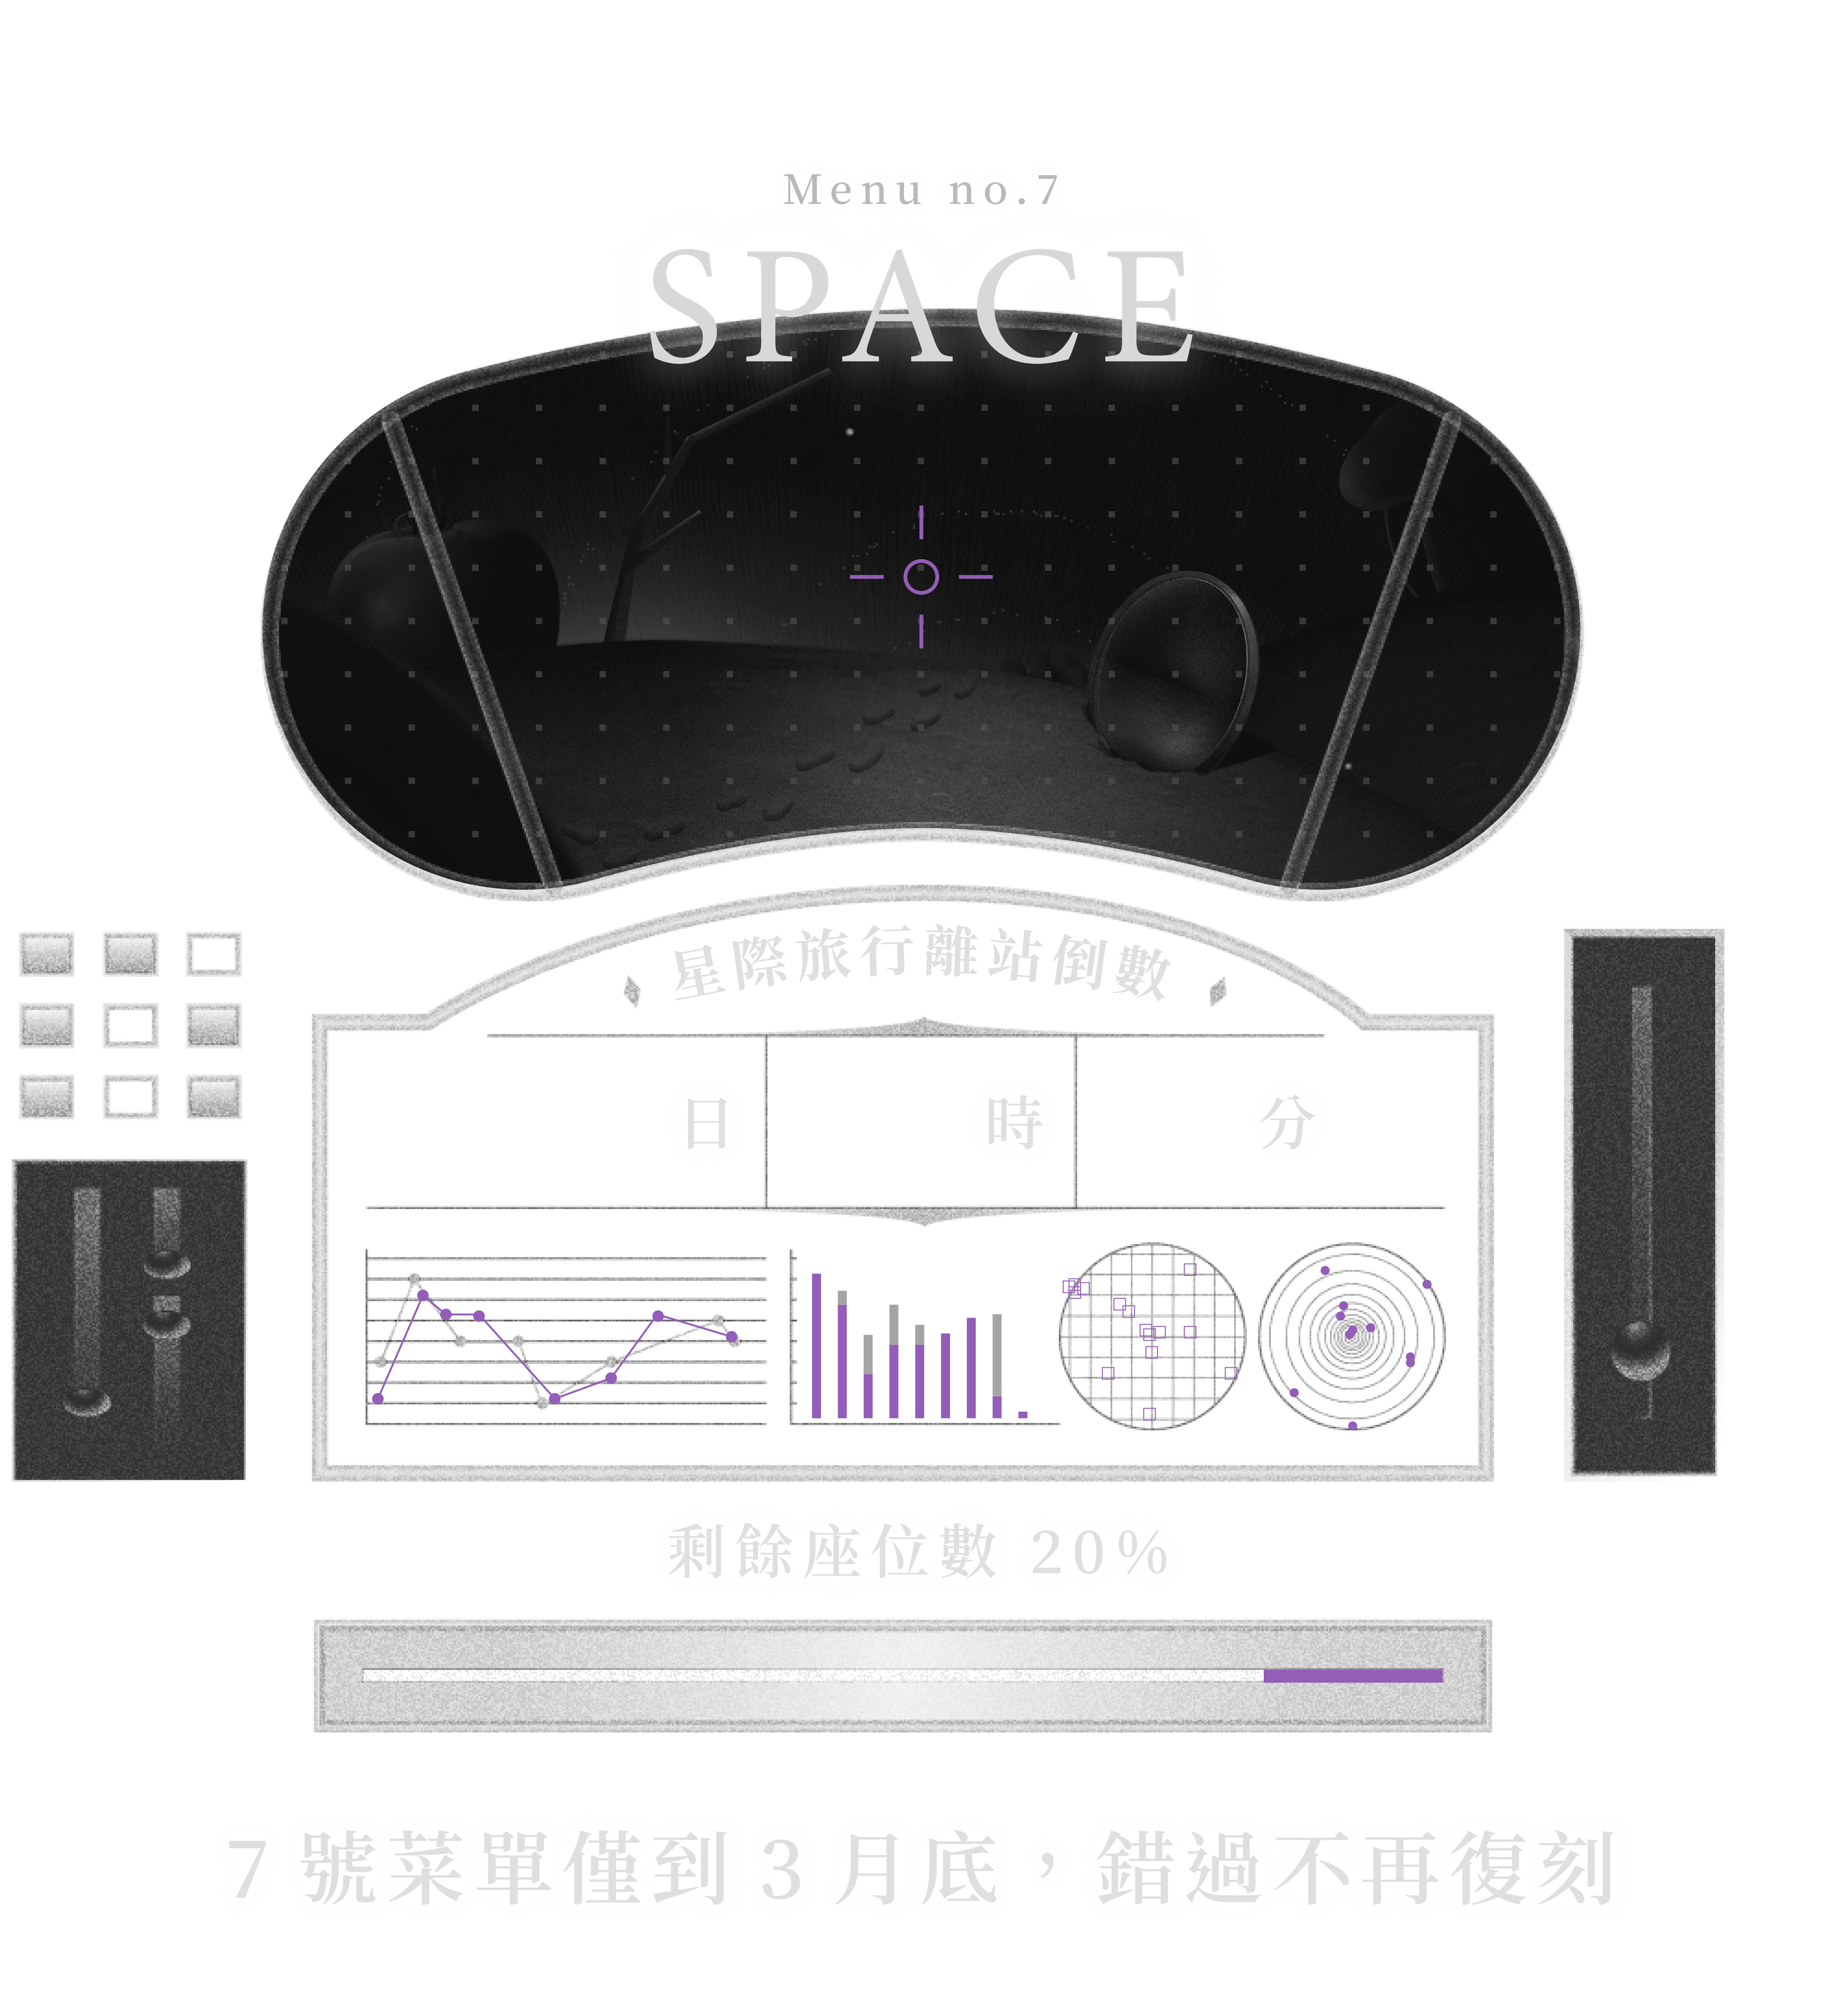 Menu no.7
SPACE
星際旅行離站倒數
日 時 分
剩餘座位數 20%
7 號菜單僅到 3 月底，錯過不再復刻